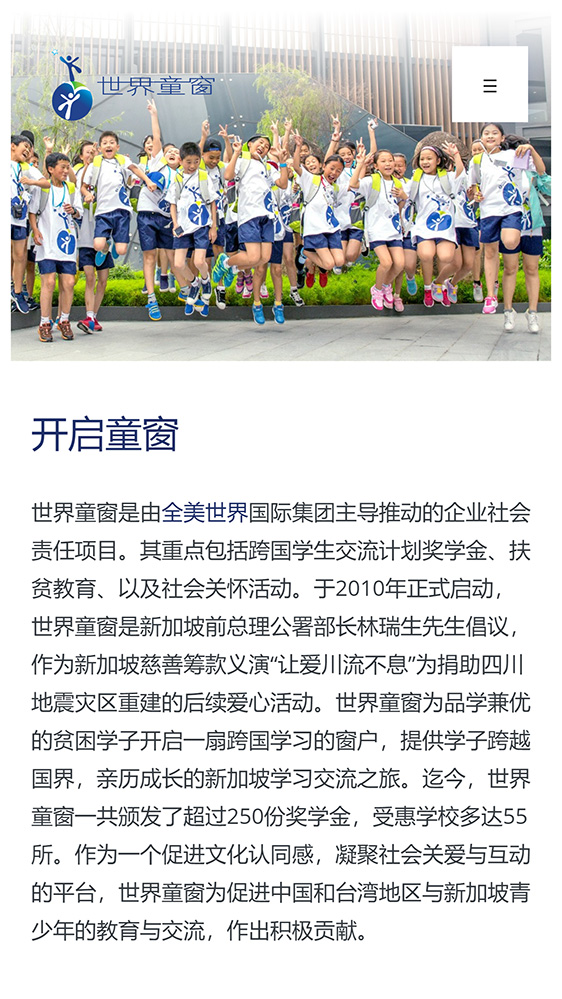 世界童窗
☰
开启童窗
世界童窗是由全美世界国际集团主导推动的企业社会
责任项目。其重点包括跨国学生交流计划奖学金、扶
贫教育、以及社会关怀活动。于2010年正式启动，
世界童窗是新加坡前总理公署部长林瑞生先生倡议，
作为新加坡慈善筹款义演“让爱川流不息”为捐助四川
地震灾区重建的后续爱心活动。世界童窗为品学兼优
的贫困学子开启一扇跨国学习的窗户，提供学子跨越
国界，亲历成长的新加坡学习交流之旅。迄今，世界
童窗一共颁发了超过250份奖学金，受惠学校多达55
所。作为一个促进文化认同感，凝聚社会关爱与互动
的平台，世界童窗为促进中国和台湾地区与新加坡青
少年的教育与交流，作出积极贡献。